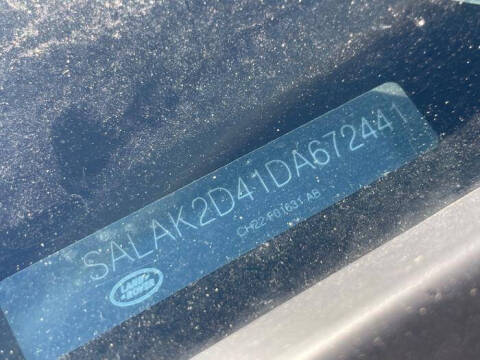 SALAK2D41DA672441
CH22-F01631-AB
LAND
ROVER